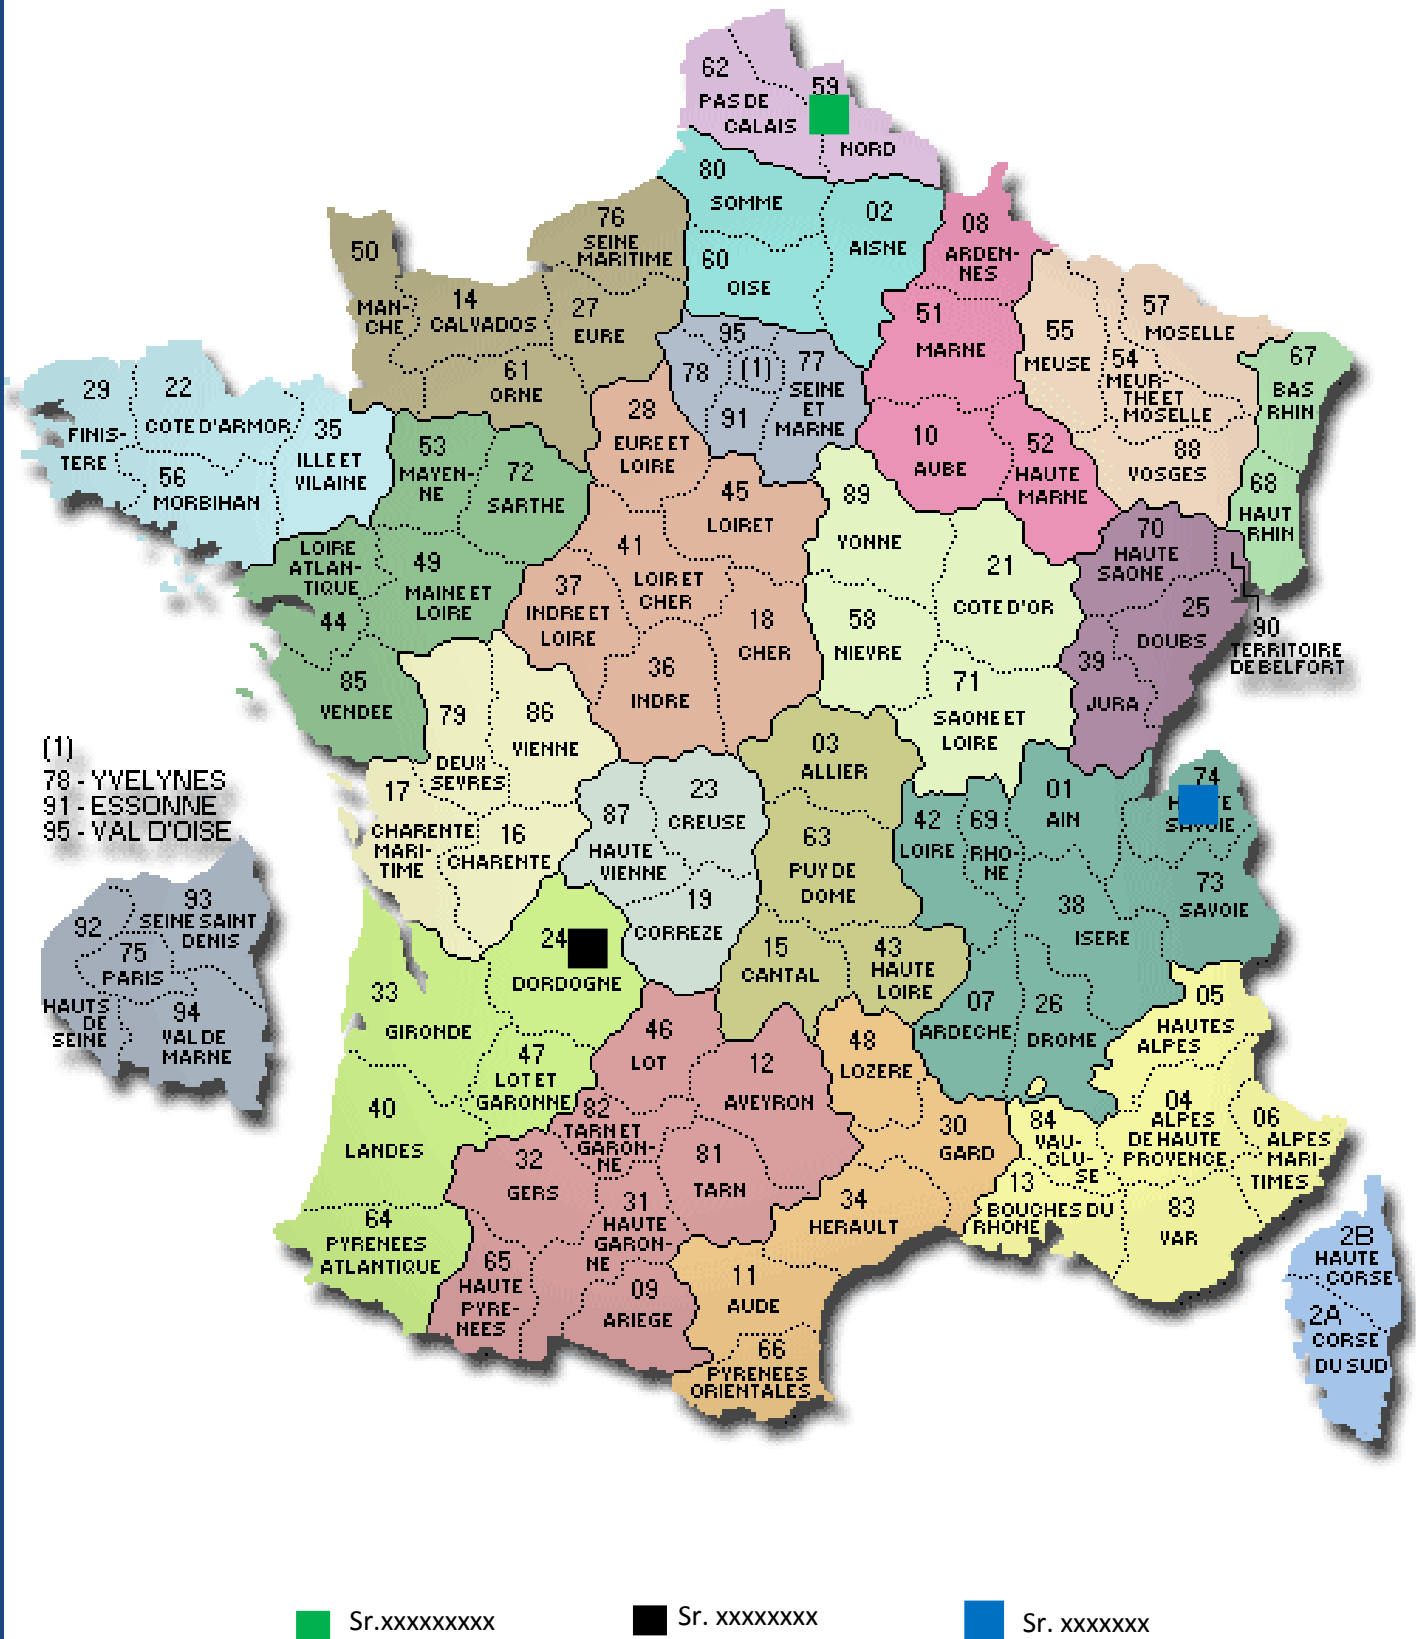 62
PAS DE
CALAIS
59
NORD
80
SOMME
02
AISNE
60
OISE
76
SEINE
MARITIME
27
EURE
50
MAN-
CHE
14
CALVADOS
61
ORNE
08
ARDEN-
NES
51
MARNE
10
AUBE
52
HAUTE
MARNE
55
MEUSE
54
MEUR-
THE ET
MOSELLE
57
MOSELLE
88
VOSGES
67
BAS
RHIN
68
HAUT
RHIN
95
78
(1)
91
77
SEINE
ET
MARNE
29
FINIS-
TERE
22
COTE D'ARMOR
56
MORBIHAN
35
ILLE ET
VILAINE
53
MAYEN-
NE
72
SARTHE
LOIRE
ATLAN-
TIQUE
44
49
MAINE ET
LOIRE
85
VENDEE
28
EURE ET
LOIRE
45
LOIRET
41
LOIR ET
CHER
37
INDRE ET
LOIRE
18
CHER
36
INDRE
89
YONNE
21
COTE D'OR
58
NIEVRE
71
SAONE ET
LOIRE
70
HAUTE
SAONE
25
DOUBS
39
JURA
90
TERRITOIRE
DE BELFORT
79
DEUX
SEVRES
86
VIENNE
17
CHARENTE
MARI-
TIME
16
CHARENTE
87
HAUTE
VIENNE
23
CREUSE
19
CORREZE
03
ALLIER
63
PUY DE
DOME
15
CANTAL
43
HAUTE
LOIRE
42
LOIRE
69
RHO-
NE
01
AIN
74
SAVOIE
73
SAVOIE
38
ISERE
07
ARDECHE
26
DROME
(1)
78 - YVELYNES
91 - ESSONNE
95 - VAL D'OISE
92
HAUTS
DE
SEINE
93
SEINE SAINT
DENIS
75
PARIS
94
VAL DE
MARNE
24
DORDOGNE
33
GIRONDE
47
LOT ET
GARONNE
40
LANDES
64
PYRENEES
ATLANTIQUE
46
LOT
12
AVEYRON
82
TARN ET
GARON-
NE
81
TARN
32
GERS
31
HAUTE
GARON-
NE
65
HAUTE
PYRE-
NEES
09
ARIEGE
48
LOZERE
30
GARD
34
HERAULT
11
AUDE
66
PYRENEES
ORIENTALES
05
HAUTES
ALPES
04
ALPES
DE HAUTE
PROVENCE
06
ALPES
MARI-
TIMES
84
VAU-
CLU-
SE
13
BOUCHES DU
RHONE
83
VAR
2B
HAUTE
CORSE
2A
CORSE
DU SUD
Sr.xxxxxxxxx
Sr. xxxxxxxx
Sr. xxxxxxx